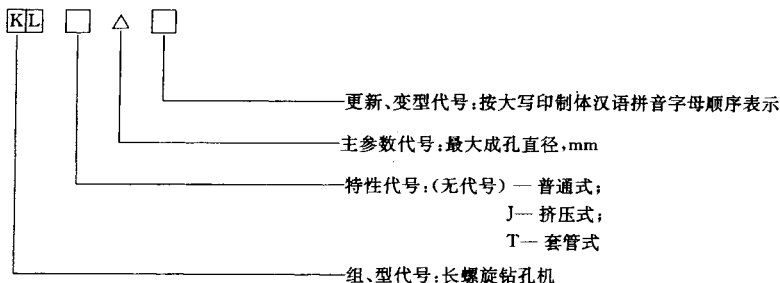 KL □ △ □
更新、变型代号:按大写印制体汉语拼音字母顺序表示
主参数代号:最大成孔直径,mm
特性代号:(无代号)— 普通式;
J— 挤压式;
T— 套管式
组、型代号:长螺旋钻孔机